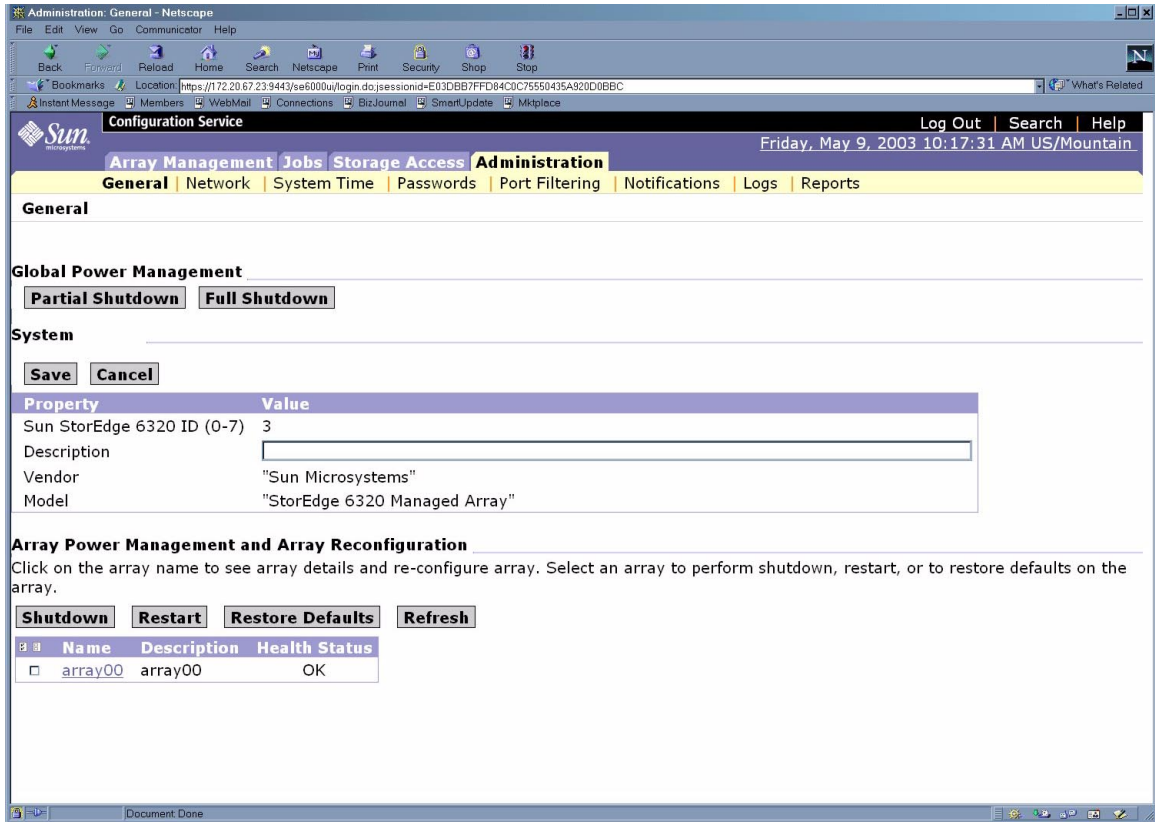 Administration: General - Netscape
File Edit View Go Communicator Help
Back Forward Reload Home Search Netscape Print Security Shop Stop
Bookmarks Location: https://172.20.67.23:9443/se6000ui/login.do;jsessionid=E03DBB7FFD84C0C75550435A920D0BBC What's Related
Instant Message Members WebMail Connections BizJournal SmartUpdate Mktplace
Sun microsystems
Configuration Service Log Out | Search | Help
Friday, May 9, 2003 10:17:31 AM US/Mountain
Array Management Jobs Storage Access Administration
General | Network | System Time | Passwords | Port Filtering | Notifications | Logs | Reports
General
Global Power Management
Partial Shutdown Full Shutdown
System
Save Cancel
Property Value
Sun StorEdge 6320 ID (0-7) 3
Description
Vendor "Sun Microsystems"
Model "StorEdge 6320 Managed Array"
Array Power Management and Array Reconfiguration
Click on the array name to see array details and re-configure array. Select an array to perform shutdown, restart, or to restore defaults on the
array.
Shutdown Restart Restore Defaults Refresh
Name Description Health Status
array00 array00 OK
Document: Done